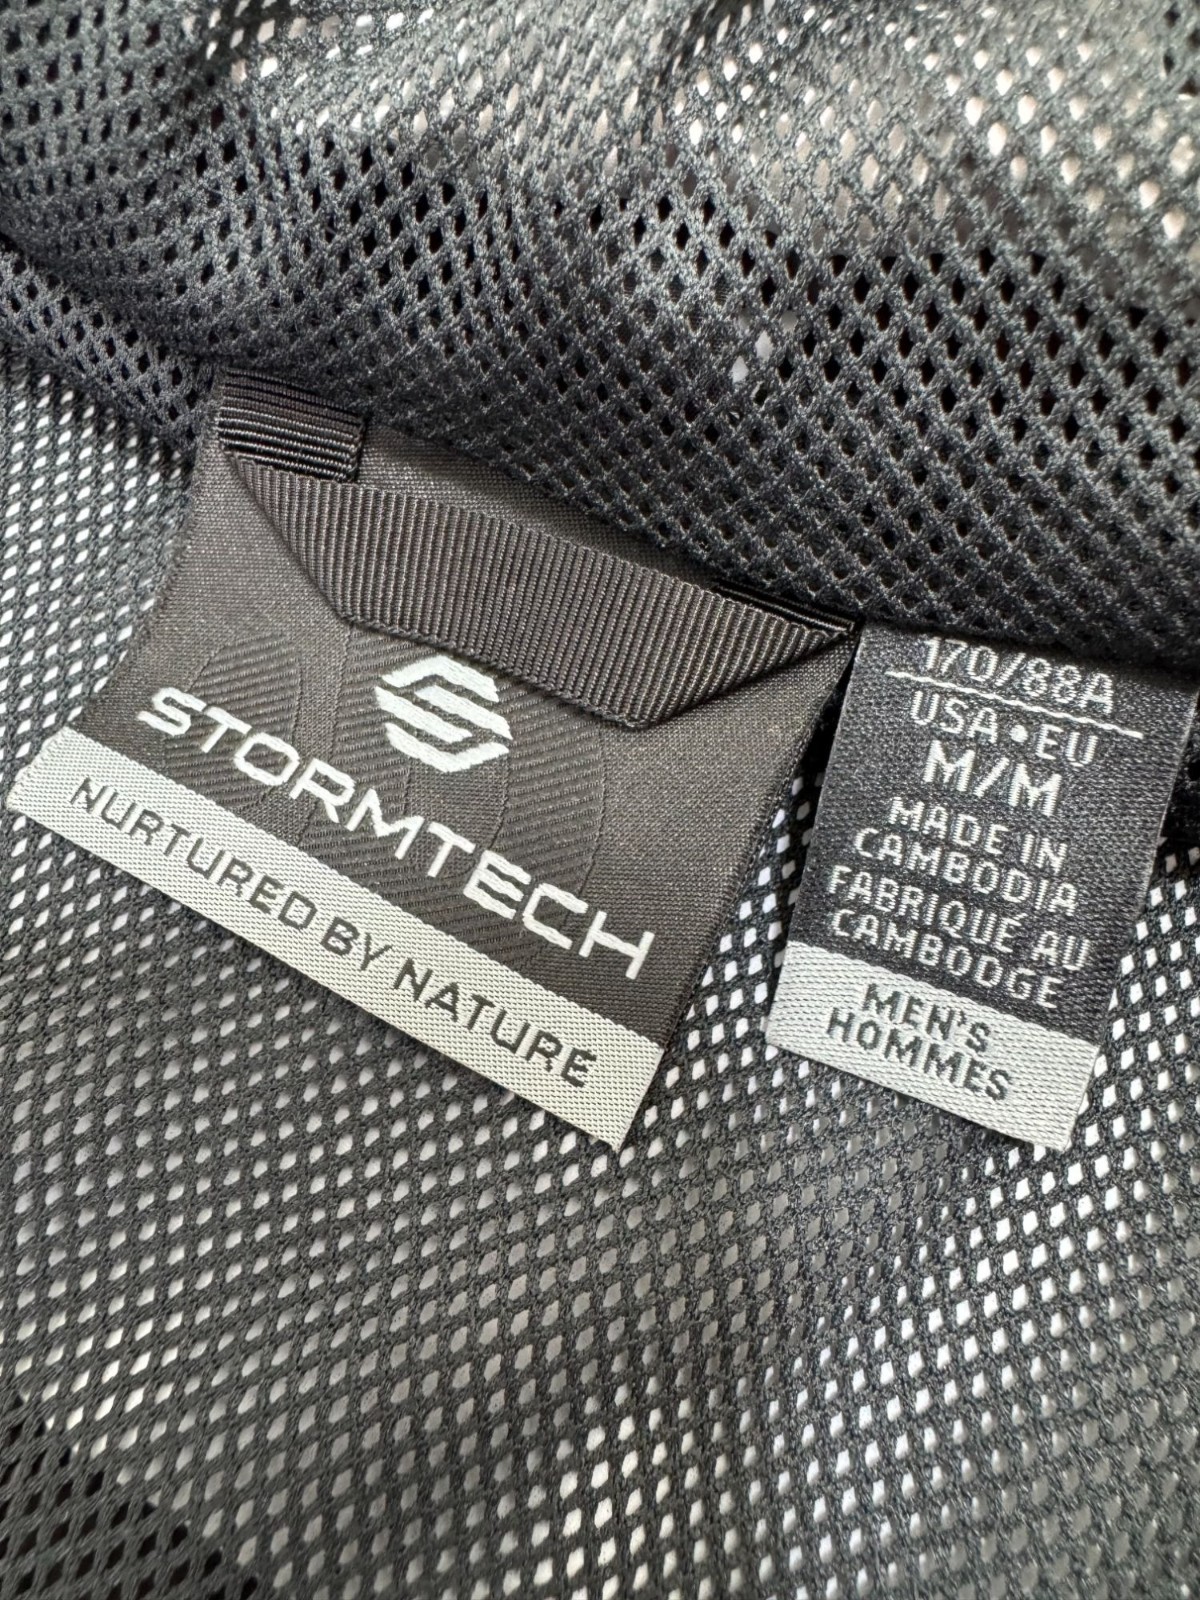 STORMTECH
NURTURED BY NATURE
170/88A
USA•EU
M/M
MADE IN
CAMBODIA
FABRIQUÉ AU
CAMBODGE
MEN'S
HOMMES